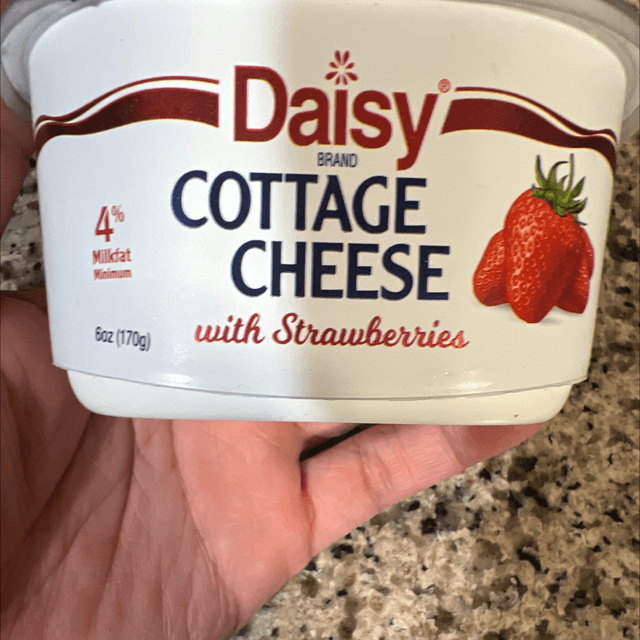 Daisy®
BRAND
COTTAGE
CHEESE
with Strawberries
4%
Milkfat
Minimum
6oz (170g)